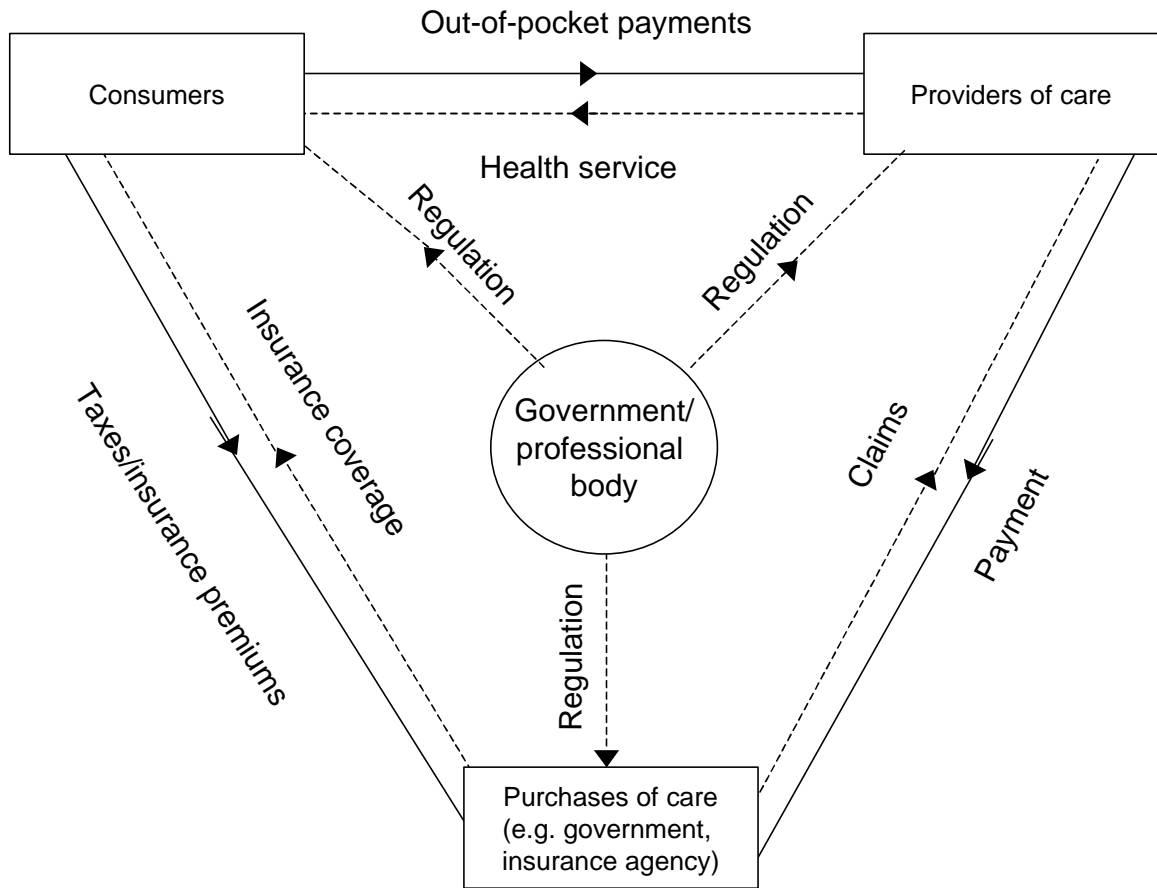 Out-of-pocket payments
Consumers
Providers of care
Health service
Regulation
Regulation
Insurance coverage
Taxes/insurance premiums
Government/
professional
body
Claims
Payment
Regulation
Purchases of care
(e.g. government,
insurance agency)